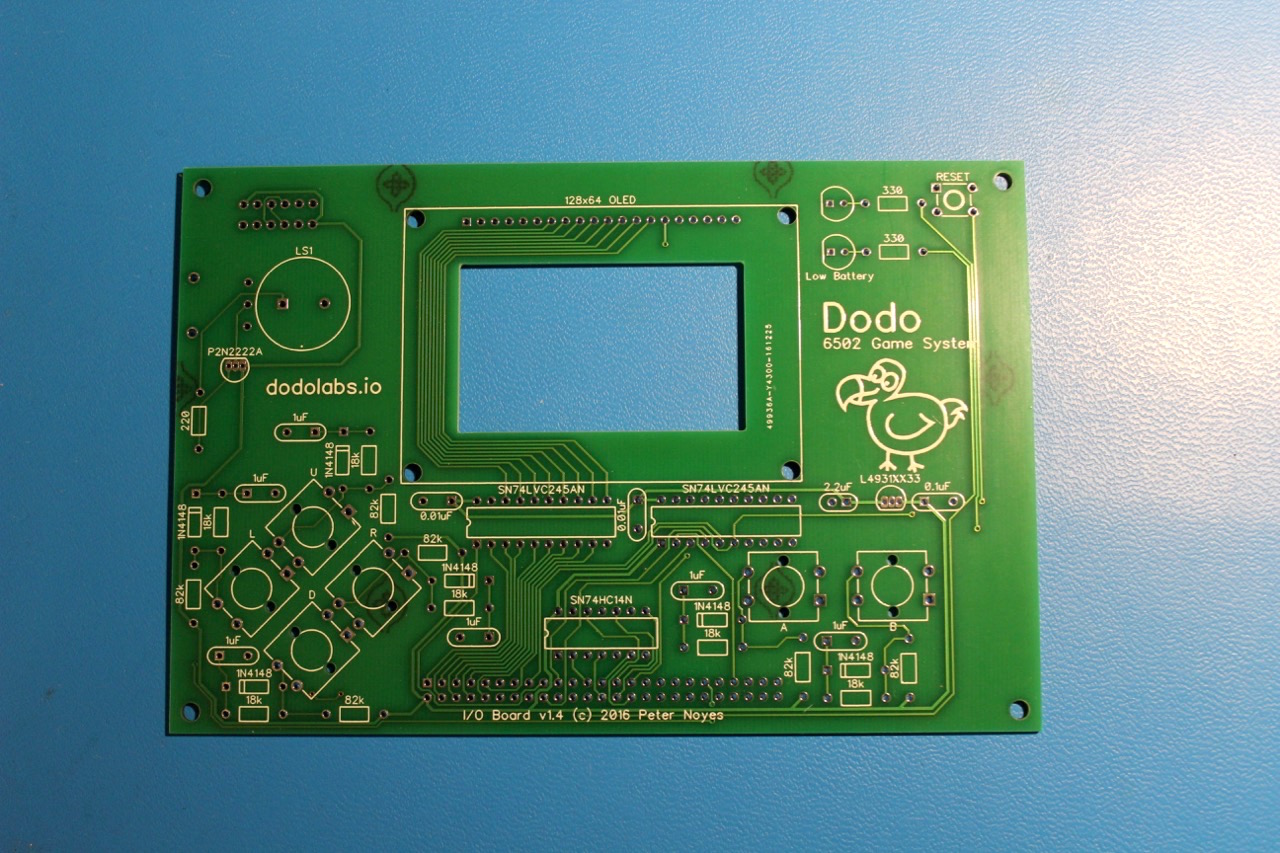 RESET
128x64 OLED
330
LS1
330
Low Battery
Dodo
6502 Game System
49936A-Y4300-161225
P2N2222A
dodolabs.io
220
1uF
1N4148
18k
U
1uF
82k
1N4148
18k
L
R
82k
D
1uF
1N4148
18k
82k
SN74LVC245AN
0.01uF
0.01uF
SN74LVC245AN
L4931XX33
2.2uF
0.1uF
82k
1N4148
18k
1uF
SN74HC14N
1uF
1N4148
18k
A
B
1uF
82k
1N4148
18k
82k
I/O Board v1.4 (c) 2016 Peter Noyes